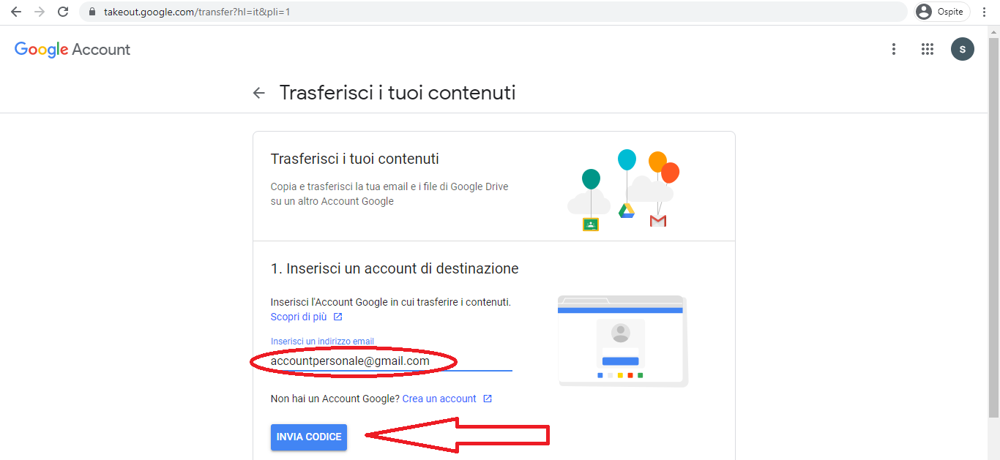 takeout.google.com/transfer?hl=it&pli=1
Ospite
Google Account
S
Trasferisci i tuoi contenuti
Trasferisci i tuoi contenuti
Copia e trasferisci la tua email e i file di Google Drive
su un altro Account Google
1. Inserisci un account di destinazione
Inserisci l'Account Google in cui trasferire i contenuti.
Scopri di più
Inserisci un indirizzo email
accountpersonale@gmail.com
Non hai un Account Google? Crea un account
INVIA CODICE